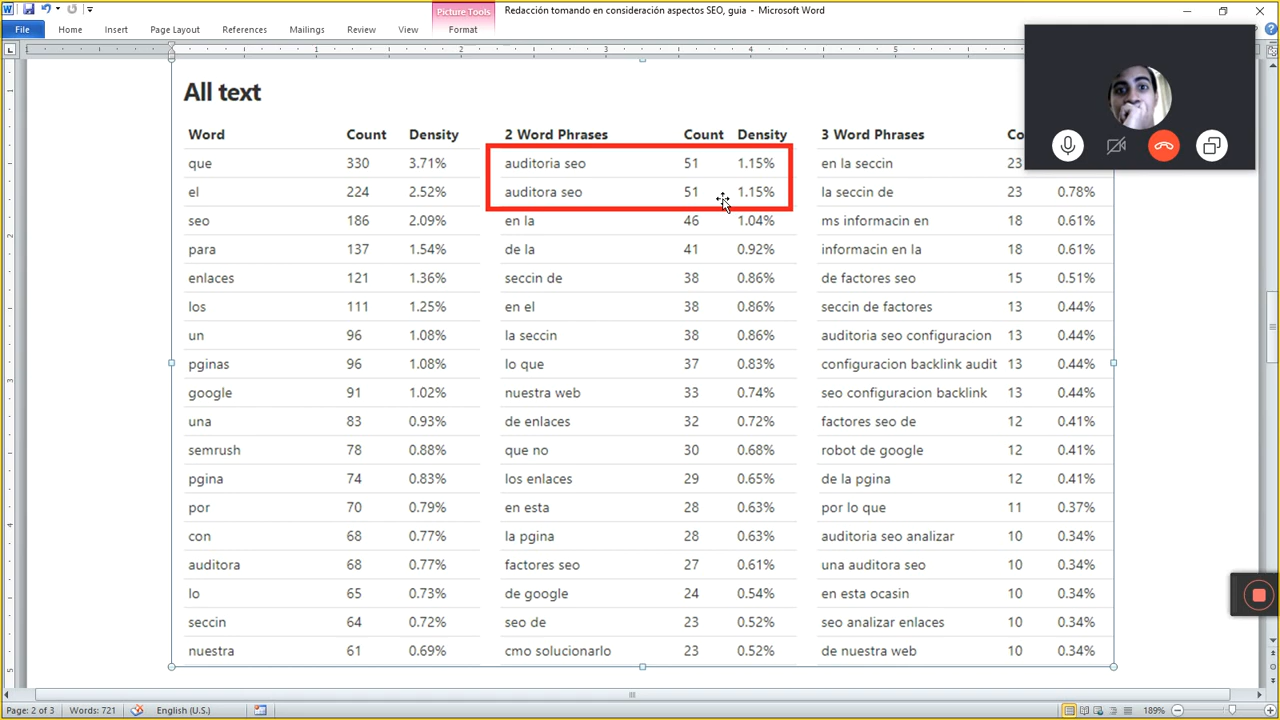 Picture Tools
Redacción tomando en consideración aspectos SEO, guia - Microsoft Word
File Home Insert Page Layout References Mailings Review View Format
All text
Word Count Density 2 Word Phrases Count Density 3 Word Phrases Co
que 330 3.71% auditoria seo 51 1.15% en la seccin 23
el 224 2.52% auditora seo 51 1.15% la seccin de 23 0.78%
seo 186 2.09% en la 46 1.04% ms informacin en 18 0.61%
para 137 1.54% de la 41 0.92% informacin en la 18 0.61%
enlaces 121 1.36% seccin de 38 0.86% de factores seo 15 0.51%
los 111 1.25% en el 38 0.86% seccin de factores 13 0.44%
un 96 1.08% la seccin 38 0.86% auditoria seo configuracion 13 0.44%
pginas 96 1.08% lo que 37 0.83% configuracion backlink audit 13 0.44%
google 91 1.02% nuestra web 33 0.74% seo configuracion backlink 13 0.44%
una 83 0.93% de enlaces 32 0.72% factores seo de 12 0.41%
semrush 78 0.88% que no 30 0.68% robot de google 12 0.41%
pgina 74 0.83% los enlaces 29 0.65% de la pgina 12 0.41%
por 70 0.79% en esta 28 0.63% por lo que 11 0.37%
con 68 0.77% la pgina 28 0.63% auditoria seo analizar 10 0.34%
auditora 68 0.77% factores seo 27 0.61% una auditora seo 10 0.34%
lo 65 0.73% de google 24 0.54% en esta ocasin 10 0.34%
seccin 64 0.72% seo de 23 0.52% seo analizar enlaces 10 0.34%
nuestra 61 0.69% cmo solucionarlo 23 0.52% de nuestra web 10 0.34%
Page: 2 of 3 Words: 721 English (U.S.) 189%